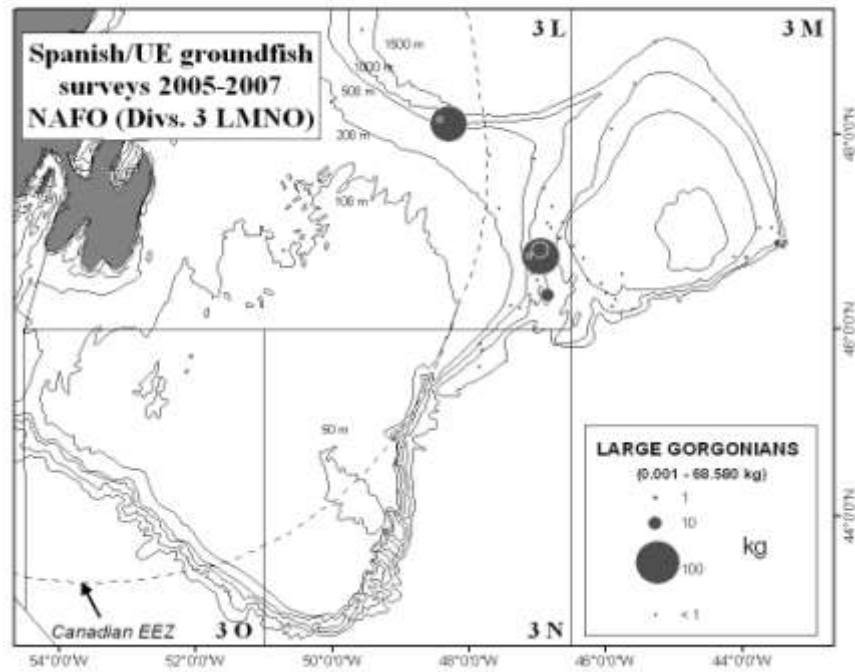 3 L
3 M
Spanish/UE groundfish
surveys 2005-2007
NAFO (Divs. 3 LMNO)
1500 m
1000 m
500 m
200 m
100 m
50 m
48°0'0"N
46°0'0"N
44°0'0"N
LARGE GORGONIANS
(0.001 - 68.580 kg)
1
10
100
< 1
kg
Canadian EEZ
3 O
3 N
54°0'0"W
52°0'0"W
50°0'0"W
48°0'0"W
46°0'0"W
44°0'0"W